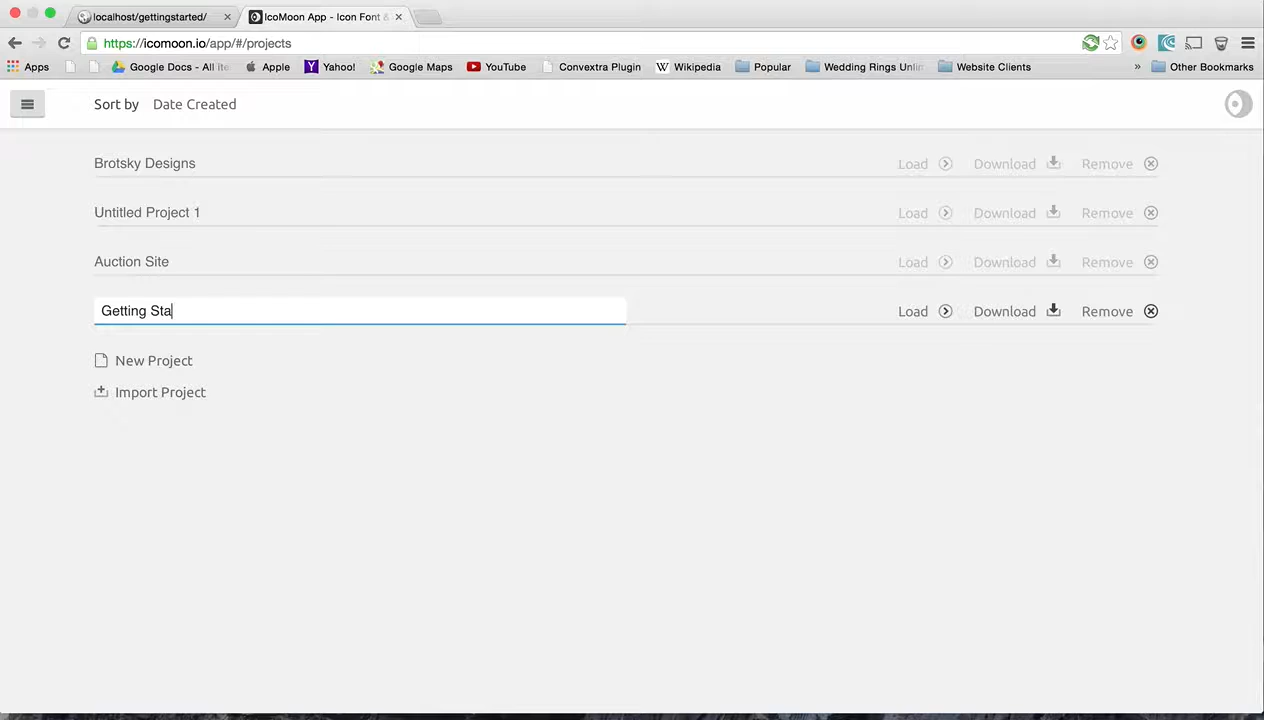 localhost/gettingstarted/
IcoMoon App - Icon Font &
https://icomoon.io/app/#/projects
Apps
Google Docs - All ite
Apple
Yahoo!
Google Maps
YouTube
Convextra Plugin
W Wikipedia
Popular
Wedding Rings Unli
Website Clients
»
Other Bookmarks
Sort by Date Created
Brotsky Designs Load Download Remove
Untitled Project 1 Load Download Remove
Auction Site Load Download Remove
Getting Sta Load Download Remove
New Project
Import Project